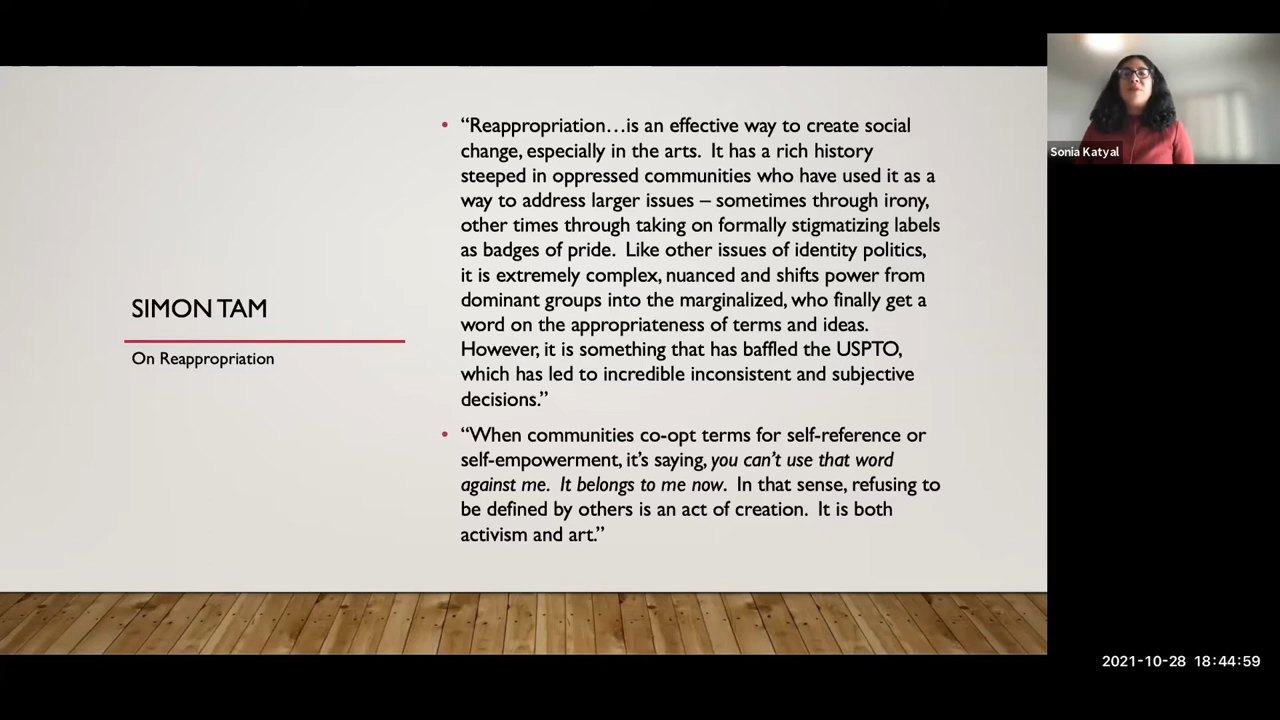 SIMON TAM
On Reappropriation
• “Reappropriation…is an effective way to create social
change, especially in the arts. It has a rich history
steeped in oppressed communities who have used it as a
way to address larger issues – sometimes through irony,
other times through taking on formally stigmatizing labels
as badges of pride. Like other issues of identity politics,
it is extremely complex, nuanced and shifts power from
dominant groups into the marginalized, who finally get a
word on the appropriateness of terms and ideas.
However, it is something that has baffled the USPTO,
which has led to incredible inconsistent and subjective
decisions.”
• “When communities co-opt terms for self-reference or
self-empowerment, it’s saying, you can’t use that word
against me. It belongs to me now. In that sense, refusing to
be defined by others is an act of creation. It is both
activism and art.”
Sonia Katyal
2021-10-28 18:44:59